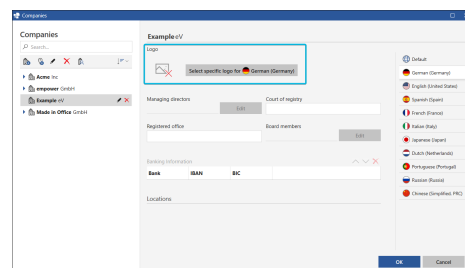 Companies
Companies
Search...
Acme Inc
empower GmbH
Example eV
Made in Office GmbH
Example eV
Logo
Select specific logo for German (Germany)
Managing directors
Edit
Court of registry
Registered office
Board members
Edit
Banking information
Bank IBAN BIC
Locations
Default
German (Germany)
English (United States)
Spanish (Spain)
French (France)
Italian (Italy)
Japanese (Japan)
Dutch (Netherlands)
Portuguese (Portugal)
Russian (Russia)
Chinese (Simplified, PRC)
OK Cancel